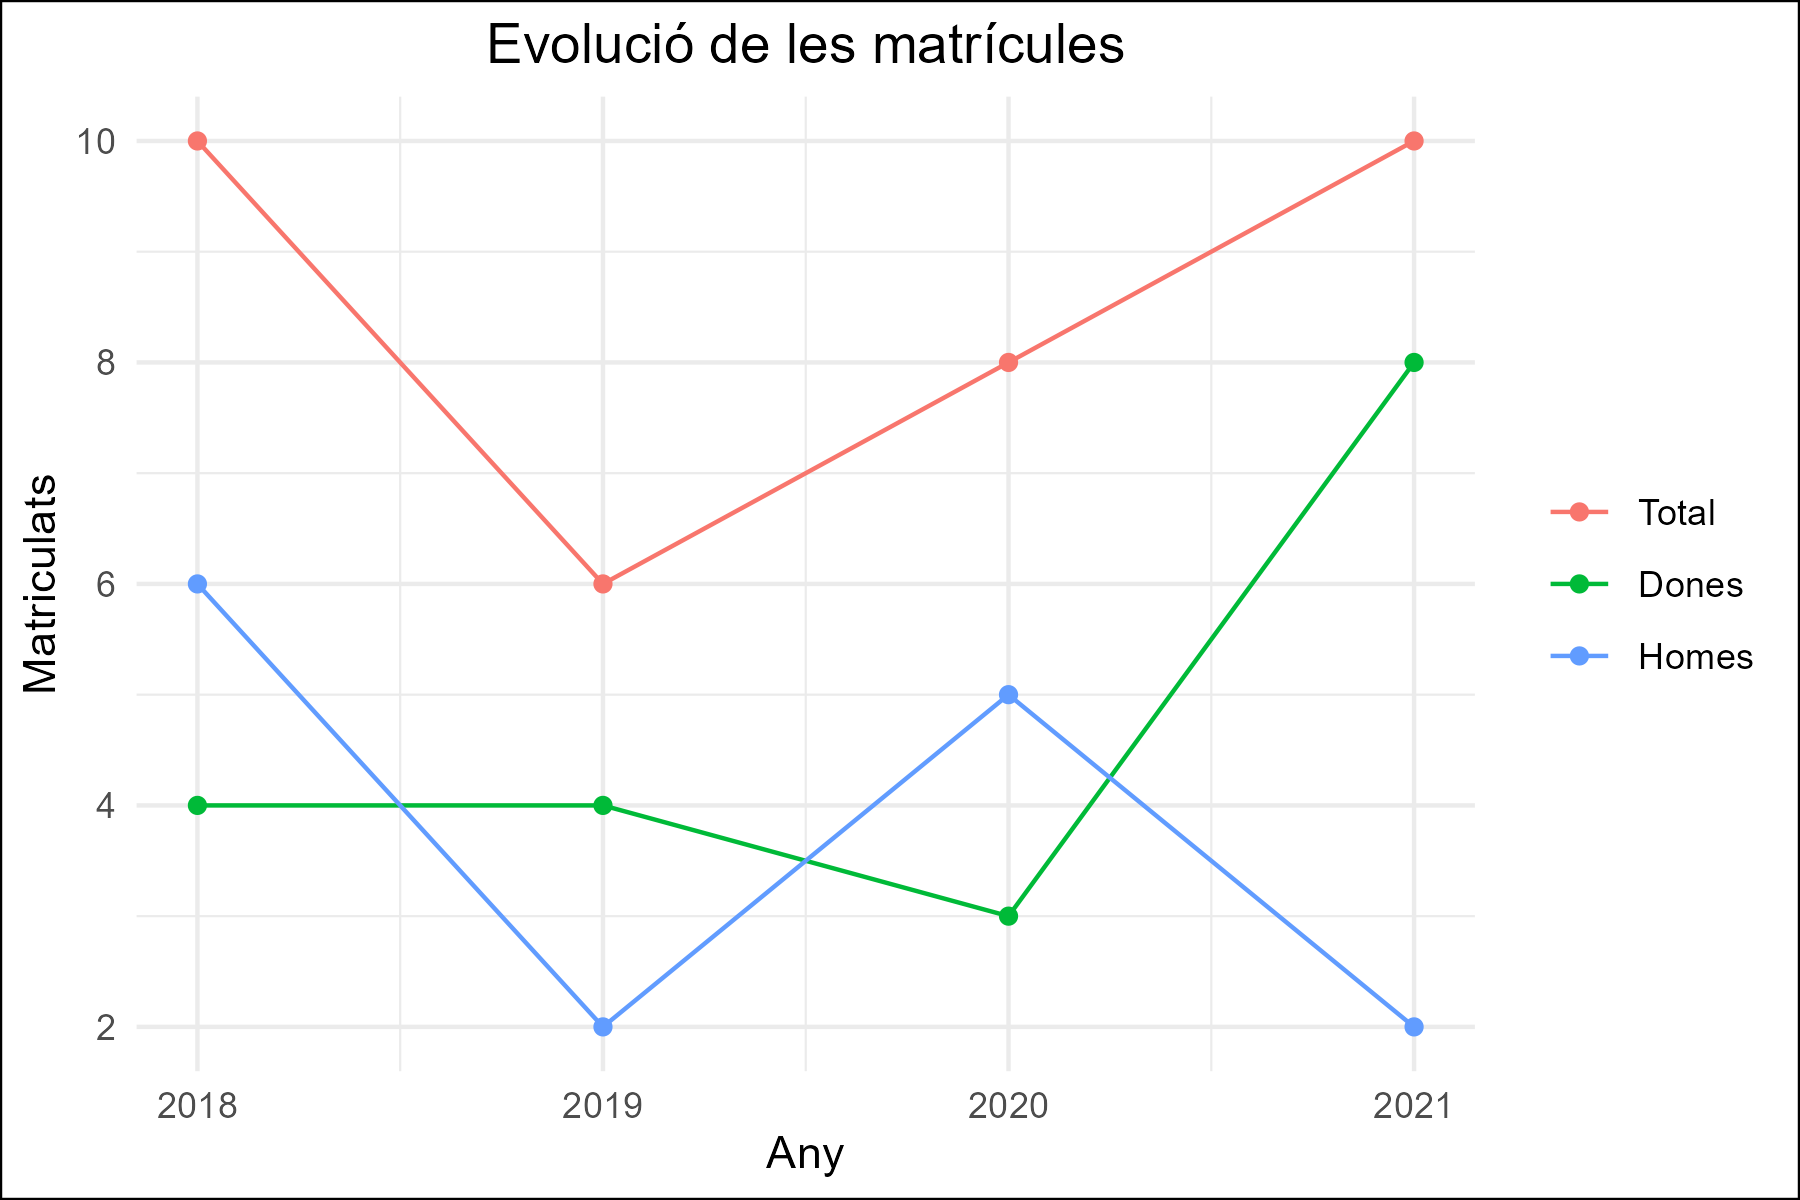 Evolució de les matrícules
Matriculats
10
8
6
4
2
2018 2019 2020 2021
Any
Total
Dones
Homes